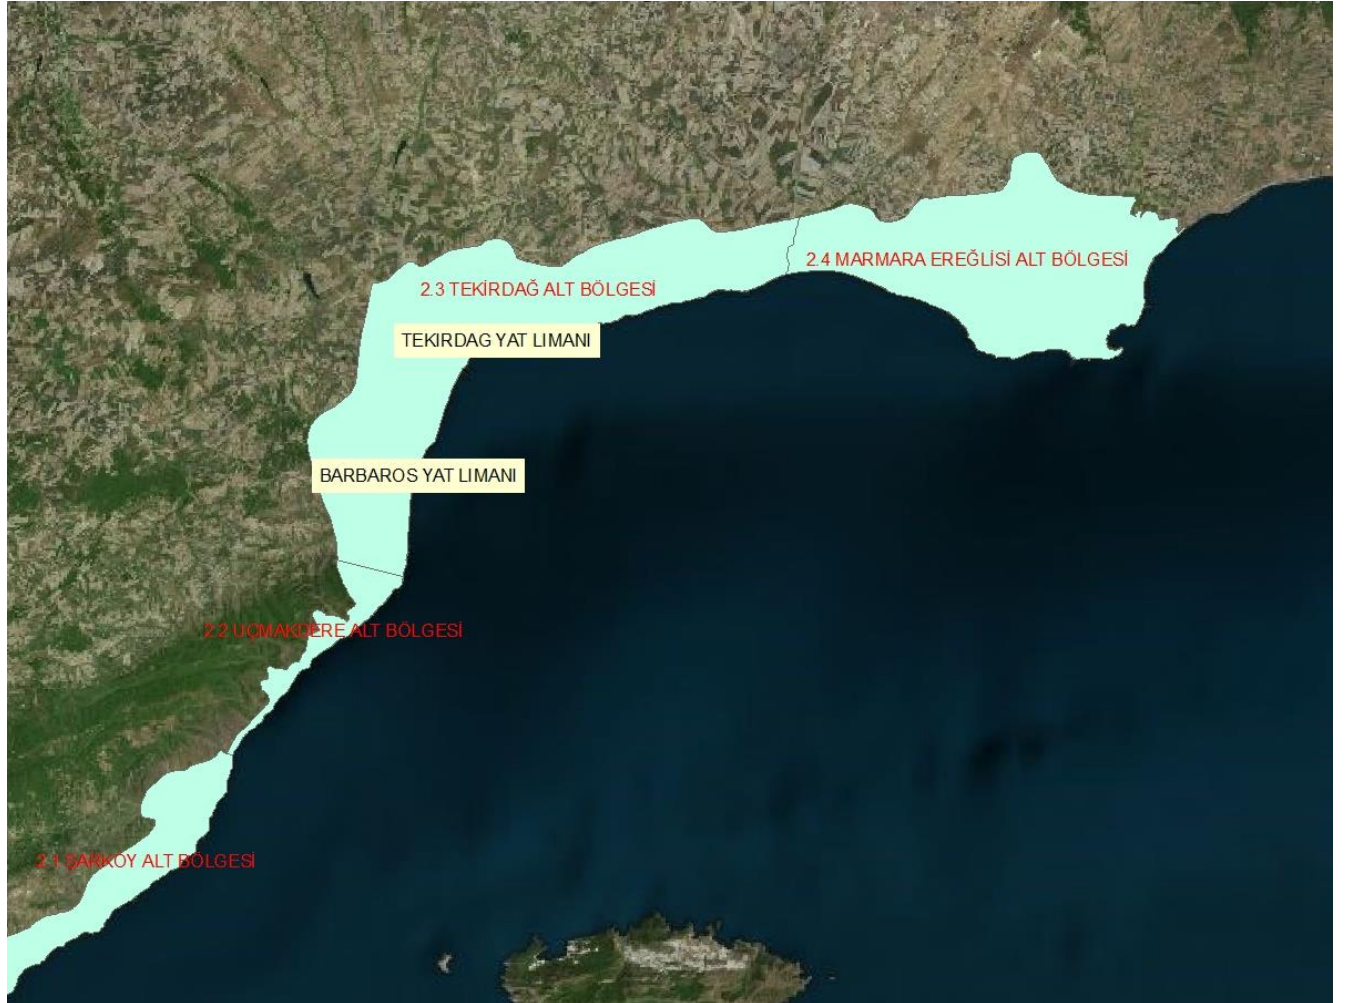 2.4 MARMARA EREĞLİSİ ALT BÖLGESİ
2.3 TEKİRDAĞ ALT BÖLGESİ
TEKIRDAG YAT LIMANI
BARBAROS YAT LIMANI
2.2 UÇMAKDERE ALT BÖLGESİ
2.1 ŞARKÖY ALT BÖLGESİ